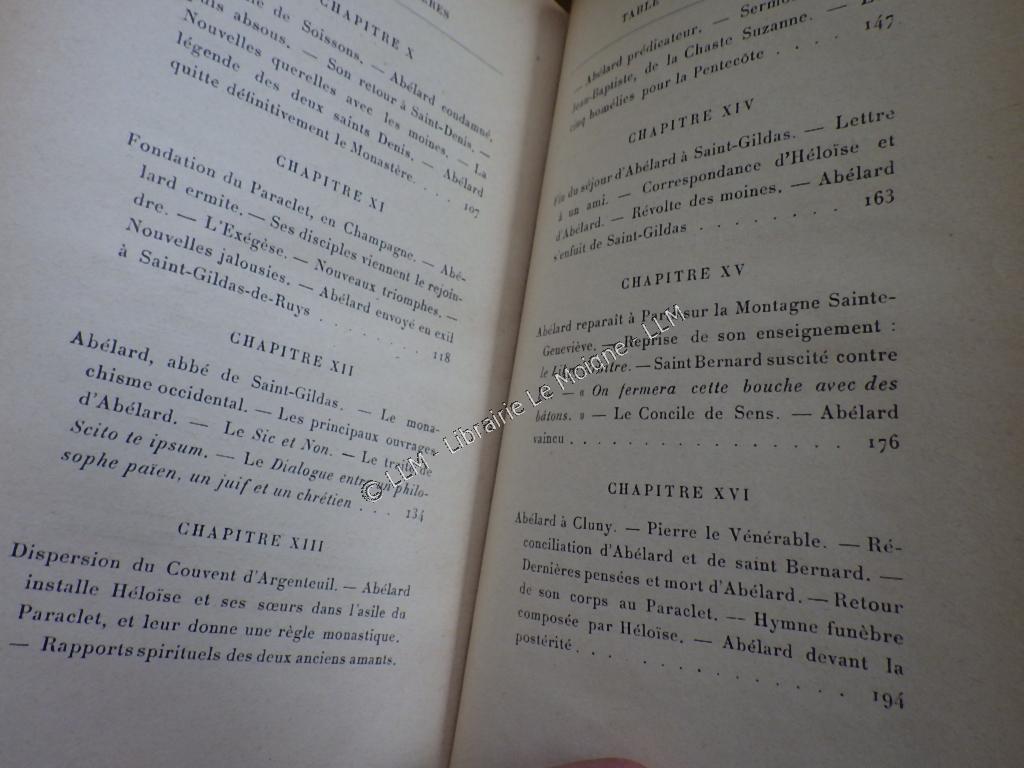 ÈRES
CHAPITRE X
de Soissons. — Abélard condamné,
puis absous. — Son retour à Saint-Denis. —
Nouvelles querelles avec les moines. — La
légende des deux saints Denis. — Abélard
quitte définitivement le Monastère. . . . 107
CHAPITRE XI
Fondation du Paraclet, en Champagne. — Abé-
lard ermite. — Ses disciples viennent le rejoin-
dre. — L'Exégèse. — Nouveaux triomphes. —
Nouvelles jalousies. — Abélard envoyé en exil
à Saint-Gildas-de-Ruys . . . . . . . 118
CHAPITRE XII
Abélard, abbé de Saint-Gildas. — Le mona-
chisme occidental. — Les principaux ouvrages
d'Abélard. — Le Sic et Non. — Le traité de
Scito te ipsum. — Le Dialogue entre un philo-
sophe païen, un juif et un chrétien . . . 134
CHAPITRE XIII
Dispersion du Couvent d'Argenteuil. — Abélard
installe Héloïse et ses sœurs dans l'asile du
Paraclet, et leur donne une règle monastique.
— Rapports spirituels des deux anciens amants.
TABLE
— Abélard prédicateur. — Sermo
Jean-Baptiste, de la Chaste Suzanne. —
cinq homélies pour la Pentecôte . . . . 147
CHAPITRE XIV
Fin du séjour d'Abélard à Saint-Gildas. — Lettre
à un ami. — Correspondance d'Héloïse et
d'Abélard. — Révolte des moines. — Abélard
s'enfuit de Saint-Gildas . . . . . . . . 163
CHAPITRE XV
Abélard reparaît à Paris sur la Montagne Sainte-
Geneviève. — Reprise de son enseignement :
le — Saint Bernard suscité contre
— « On fermera cette bouche avec des
bâtons. » — Le Concile de Sens. — Abélard
vaincu . . . . . . . . . . . . . . . 176
CHAPITRE XVI
Abélard à Cluny. — Pierre le Vénérable. — Ré-
conciliation d'Abélard et de saint Bernard. —
Dernières pensées et mort d'Abélard. — Retour
de son corps au Paraclet. — Hymne funèbre
composée par Héloïse. — Abélard devant la
postérité . . . . . . . . . . . . . . 194
© LLM - Librairie Le Moigne - LLM